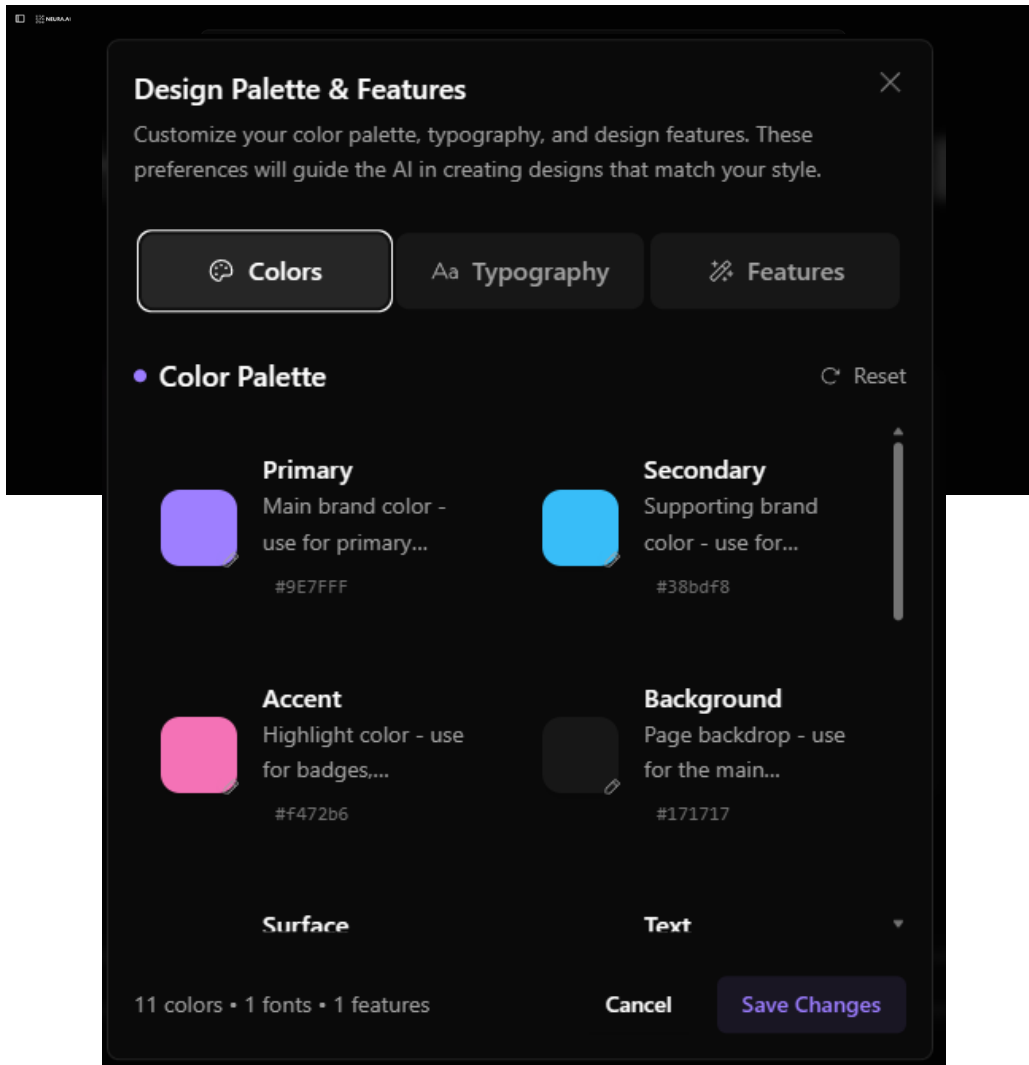 NEURA.AI
Design Palette & Features
Customize your color palette, typography, and design features. These
preferences will guide the AI in creating designs that match your style.
Colors
Aa Typography
Features
Color Palette
Reset
Primary
Main brand color -
use for primary...
#9E7FFF
Secondary
Supporting brand
color - use for...
#38bdf8
Accent
Highlight color - use
for badges,...
#f472b6
Background
Page backdrop - use
for the main...
#171717
Surface
Text
11 colors • 1 fonts • 1 features
Cancel
Save Changes